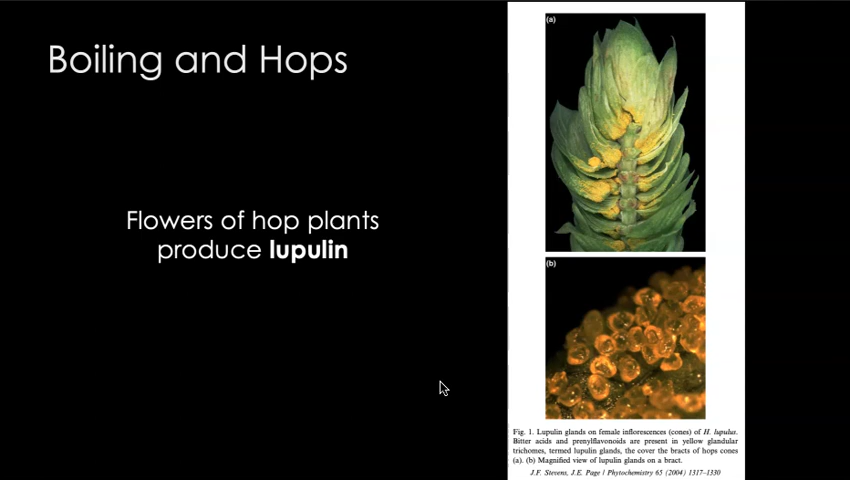 Boiling and Hops
Flowers of hop plants
produce lupulin
(a)
(b)
Fig. 1. Lupulin glands on female inflorescences (cones) of H. lupulus.
Bitter acids and prenylflavonoids are present in yellow glandular
trichomes, termed lupulin glands, the cover the bracts of hops cones
(a). (b) Magnified view of lupulin glands on a bract.
J.F. Stevens, J.E. Page / Phytochemistry 65 (2004) 1317–1330